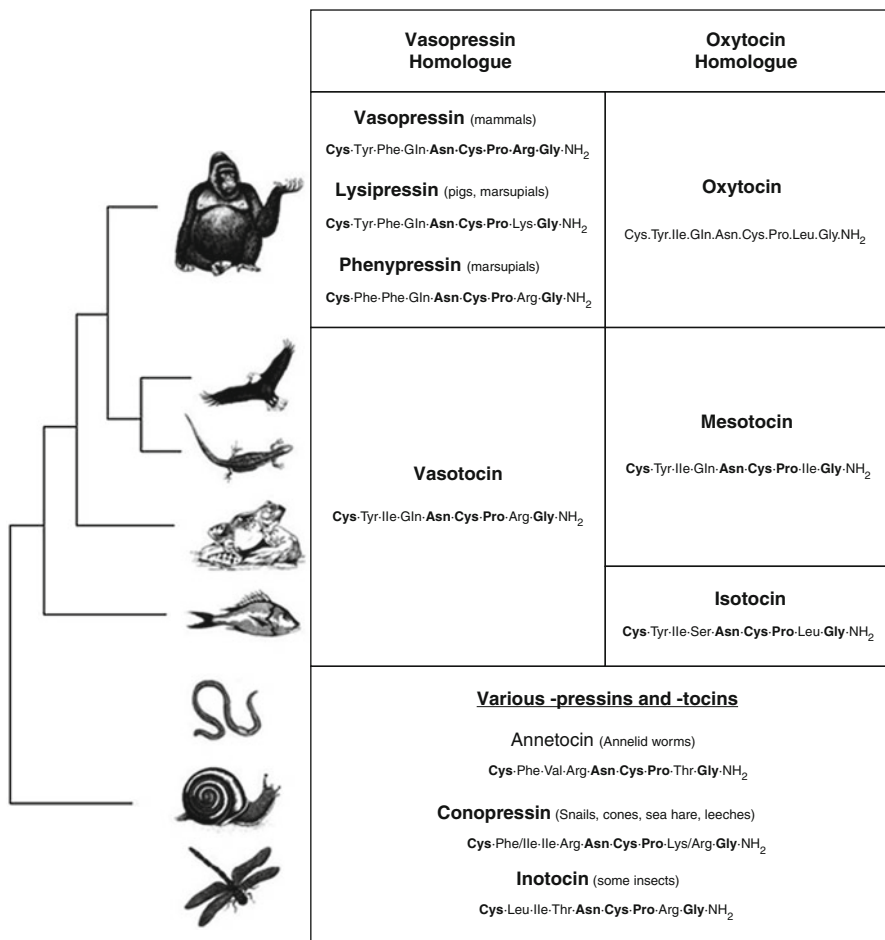 Vasopressin
Homologue
Oxytocin
Homologue
Vasopressin (mammals)
Cys·Tyr·Phe·Gln·Asn·Cys·Pro·Arg·Gly·NH2
Lysipressin (pigs, marsupials)
Cys·Tyr·Phe·Gln·Asn·Cys·Pro·Lys·Gly·NH2
Phenypressin (marsupials)
Cys·Phe·Phe·Gln·Asn·Cys·Pro·Arg·Gly·NH2
Oxytocin
Cys.Tyr.Ile.Gln.Asn.Cys.Pro.Leu.Gly.NH2
Vasotocin
Cys·Tyr·Ile·Gln·Asn·Cys·Pro·Arg·Gly·NH2
Mesotocin
Cys·Tyr·Ile·Gln·Asn·Cys·Pro·Ile·Gly·NH2
Isotocin
Cys·Tyr·Ile·Ser·Asn·Cys·Pro·Leu·Gly·NH2
Various -pressins and -tocins
Annetocin (Annelid worms)
Cys·Phe·Val·Arg·Asn·Cys·Pro·Thr·Gly·NH2
Conopressin (Snails, cones, sea hare, leeches)
Cys·Phe/Ile·Ile·Arg·Asn·Cys·Pro·Lys/Arg·Gly·NH2
Inotocin (some insects)
Cys·Leu·Ile·Thr·Asn·Cys·Pro·Arg·Gly·NH2